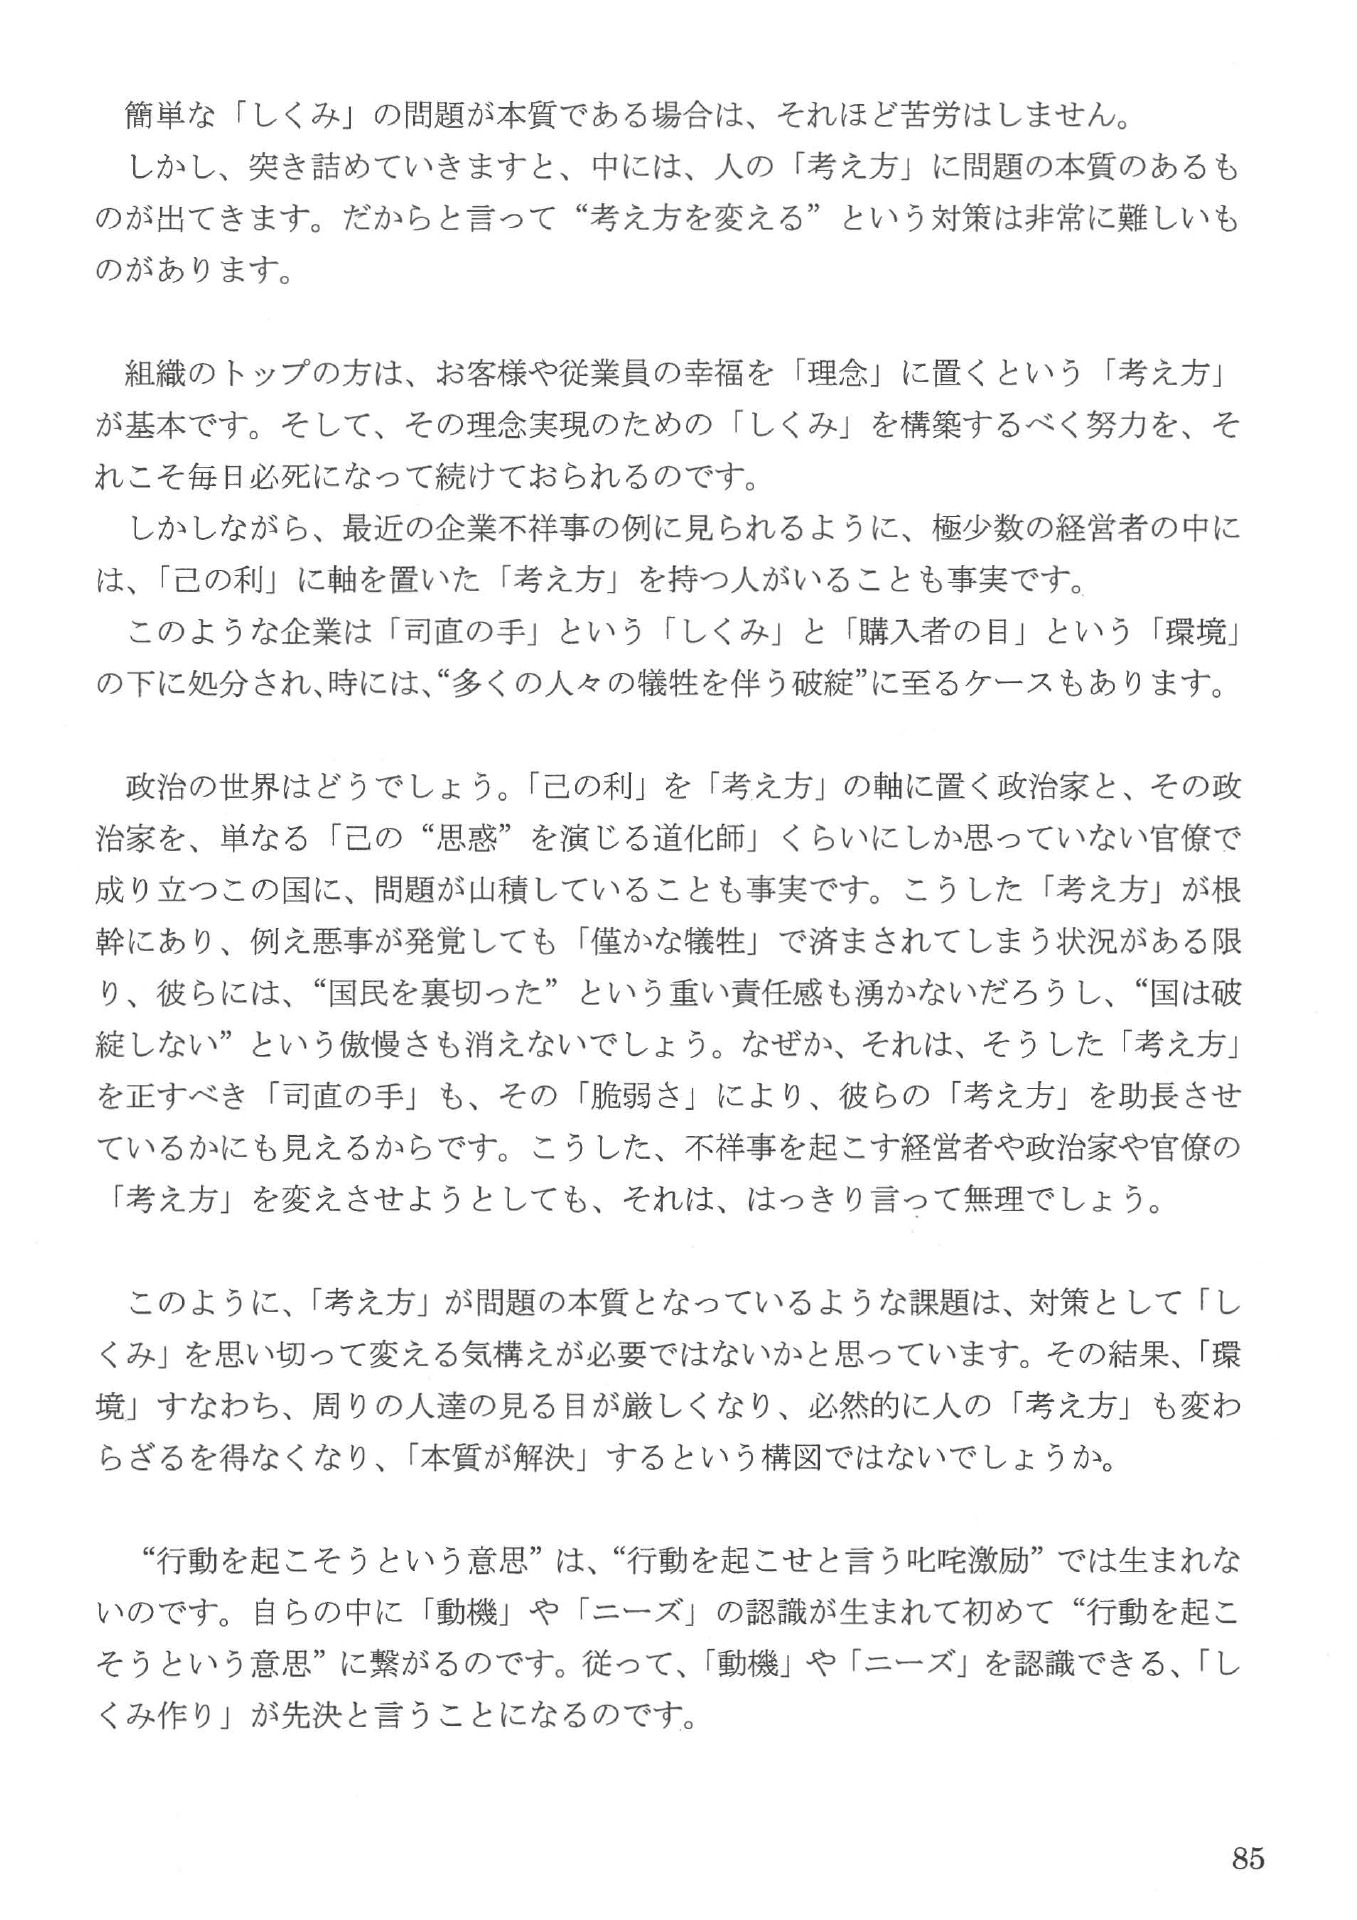 簡単な「しくみ」の問題が本質である場合は、それほど苦労はしません。
しかし、突き詰めていきますと、中には、人の「考え方」に問題の本質のあるも
のが出てきます。だからと言って“考え方を変える”という対策は非常に難しいも
のがあります。
組織のトップの方は、お客様や従業員の幸福を「理念」に置くという「考え方」
が基本です。そして、その理念実現のための「しくみ」を構築するべく努力を、そ
れこそ毎日必死になって続けておられるのです。
しかしながら、最近の企業不祥事の例に見られるように、極少数の経営者の中に
は、「己の利」に軸を置いた「考え方」を持つ人がいることも事実です。
このような企業は「司直の手」という「しくみ」と「購入者の目」という「環境」
の下に処分され、時には、“多くの人々の犠牲を伴う破綻”に至るケースもあります。
政治の世界はどうでしょう。「己の利」を「考え方」の軸に置く政治家と、その政
治家を、単なる「己の“思惑”を演じる道化師」くらいにしか思っていない官僚で
成り立つこの国に、問題が山積していることも事実です。こうした「考え方」が根
幹にあり、例え悪事が発覚しても「僅かな犠牲」で済まされてしまう状況がある限
り、彼らには、“国民を裏切った”という重い責任感も湧かないだろうし、“国は破
綻しない”という傲慢さも消えないでしょう。なぜか、それは、そうした「考え方」
を正すべき「司直の手」も、その「脆弱さ」により、彼らの「考え方」を助長させ
ているかにも見えるからです。こうした、不祥事を起こす経営者や政治家や官僚の
「考え方」を変えさせようとしても、それは、はっきり言って無理でしょう。
このように、「考え方」が問題の本質となっているような課題は、対策として「し
くみ」を思い切って変える気構えが必要ではないかと思っています。その結果、「環
境」すなわち、周りの人達の見る目が厳しくなり、必然的に人の「考え方」も変わ
らざるを得なくなり、「本質が解決」するという構図ではないでしょうか。
“行動を起こそうという意思”は、“行動を起こせと言う叱咤激励”では生まれな
いのです。自らの中に「動機」や「ニーズ」の認識が生まれて初めて“行動を起こ
そうという意思”に繋がるのです。従って、「動機」や「ニーズ」を認識できる、「し
くみ作り」が先決と言うことになるのです。
85